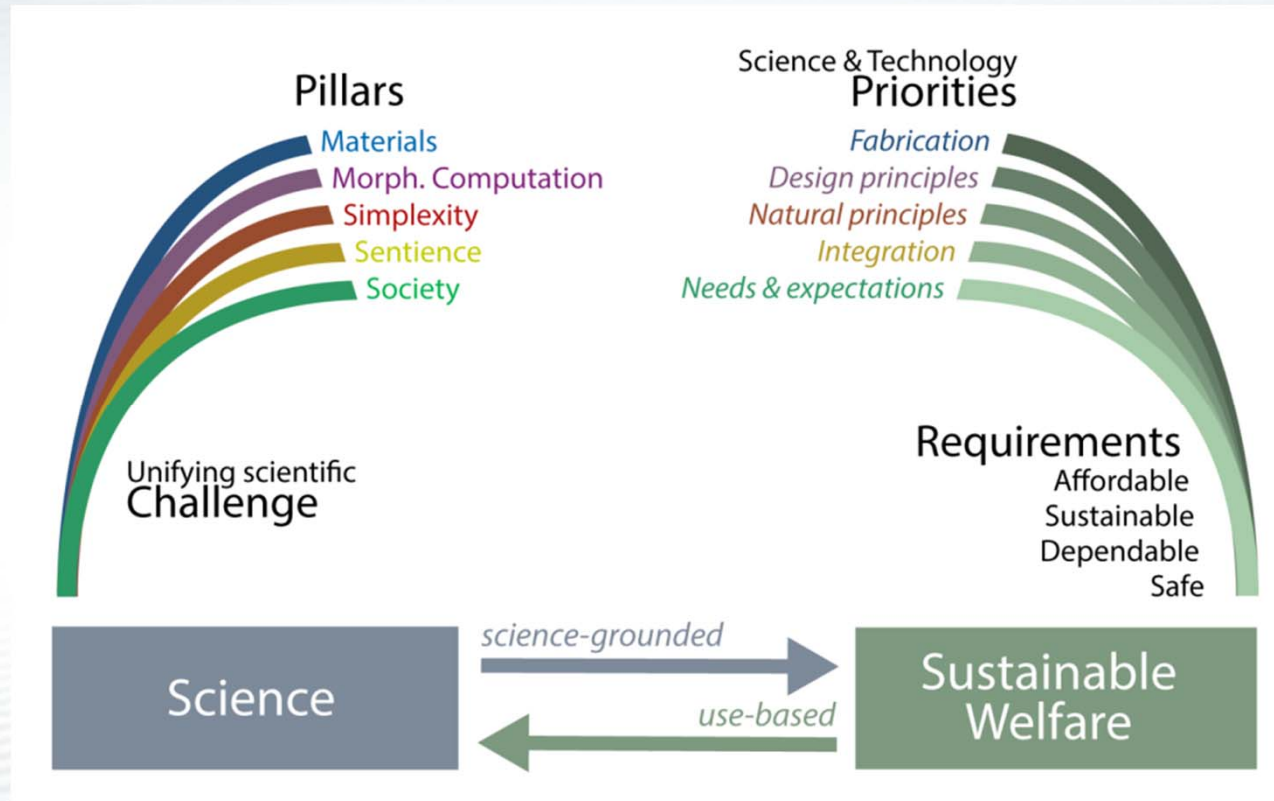 Pillars
Materials
Morph. Computation
Simplexity
Sentience
Society
Unifying scientific
Challenge
Science & Technology
Priorities
Fabrication
Design principles
Natural principles
Integration
Needs & expectations
Requirements
Affordable
Sustainable
Dependable
Safe
Science
science-grounded
use-based
Sustainable
Welfare